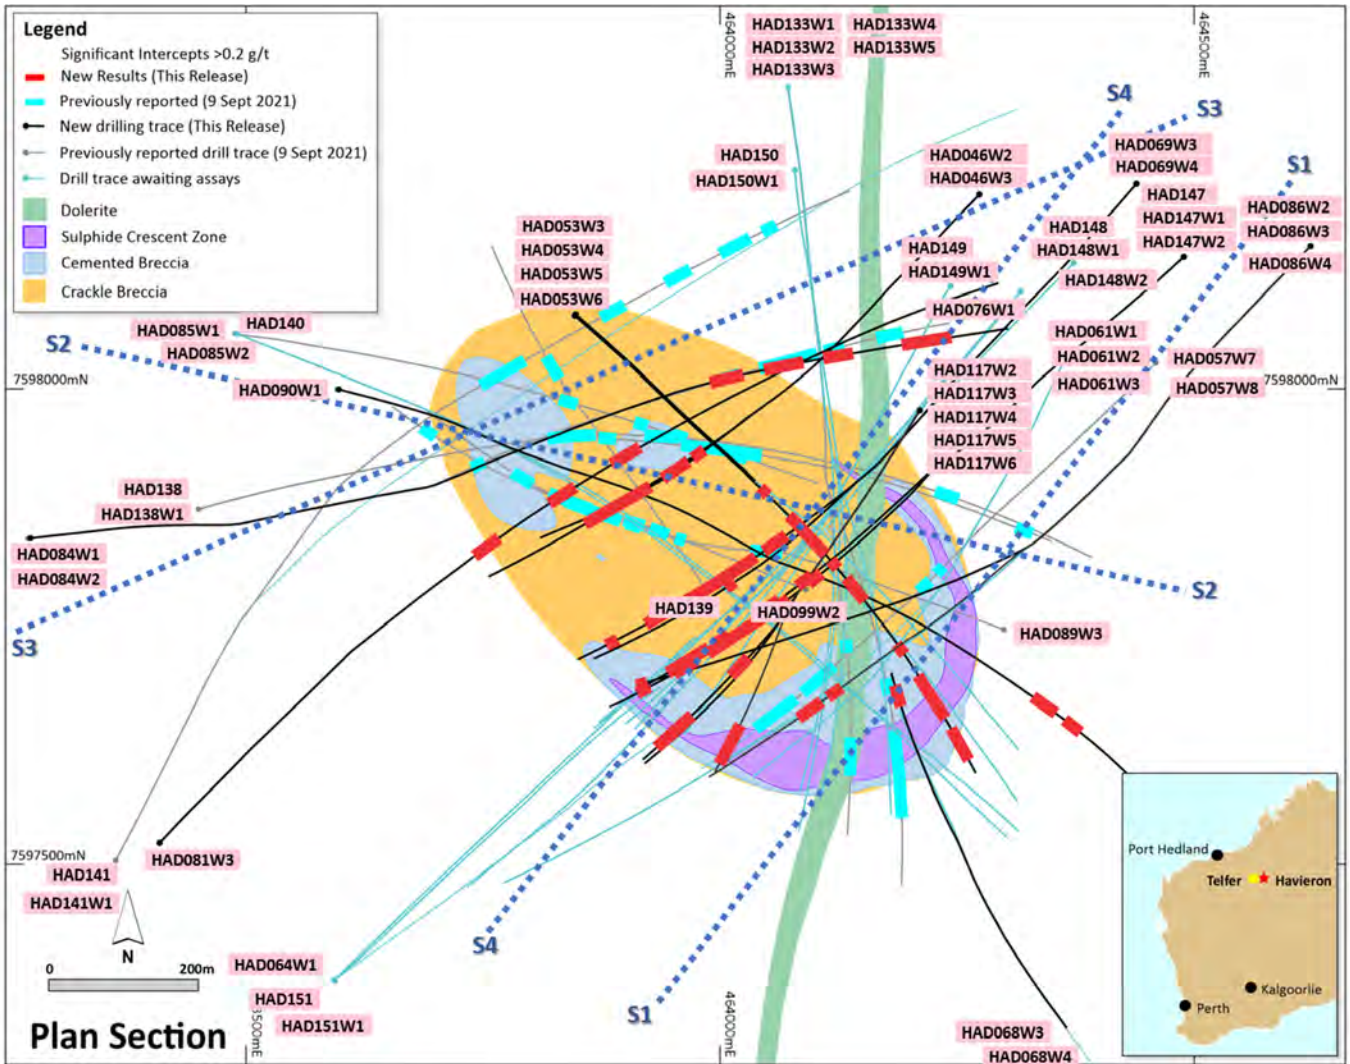 Legend
Significant Intercepts >0.2 g/t
New Results (This Release)
Previously reported (9 Sept 2021)
New drilling trace (This Release)
Previously reported drill trace (9 Sept 2021)
Drill trace awaiting assays
Dolerite
Sulphide Crescent Zone
Cemented Breccia
Crackle Breccia
464000mE
464500mE
HAD133W1
HAD133W4
HAD133W2
HAD133W5
HAD133W3
S4
S3
S1
HAD150
HAD150W1
HAD046W2
HAD046W3
HAD069W3
HAD069W4
HAD147
HAD147W1
HAD147W2
HAD086W2
HAD086W3
HAD086W4
HAD053W3
HAD053W4
HAD053W5
HAD053W6
HAD149
HAD149W1
HAD148
HAD148W1
HAD148W2
HAD076W1
HAD085W1
HAD140
HAD085W2
S2
HAD061W1
HAD061W2
HAD061W3
HAD057W7
HAD057W8
7598000mN
7598000mN
HAD090W1
HAD117W2
HAD117W3
HAD117W4
HAD117W5
HAD117W6
HAD138
HAD138W1
HAD084W1
HAD084W2
S2
S3
HAD139
HAD099W2
HAD089W3
7597500mN
HAD081W3
HAD141
HAD141W1
N
0
200m
S4
S1
HAD064W1
HAD151
HAD151W1
Plan Section
3500mE
464000mE
HAD068W3
HAD068W4
Port Hedland
Telfer
Havieron
Kalgoorlie
Perth